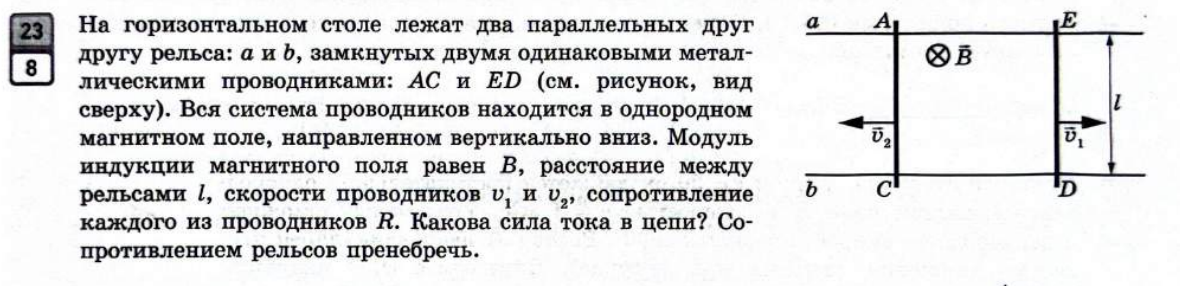 23
8
На горизонтальном столе лежат два параллельных друг
другу рельса: a и b, замкнутых двумя одинаковыми метал-
лическими проводниками: AC и ED (см. рисунок, вид
сверху). Вся система проводников находится в однородном
магнитном поле, направленном вертикально вниз. Модуль
индукции магнитного поля равен B, расстояние между
рельсами l, скорости проводников v₁ и v₂, сопротивление
каждого из проводников R. Какова сила тока в цепи? Со-
противлением рельсов пренебречь.
a A E
⊗ B⃗
l
v⃗₂ v⃗₁
b C D